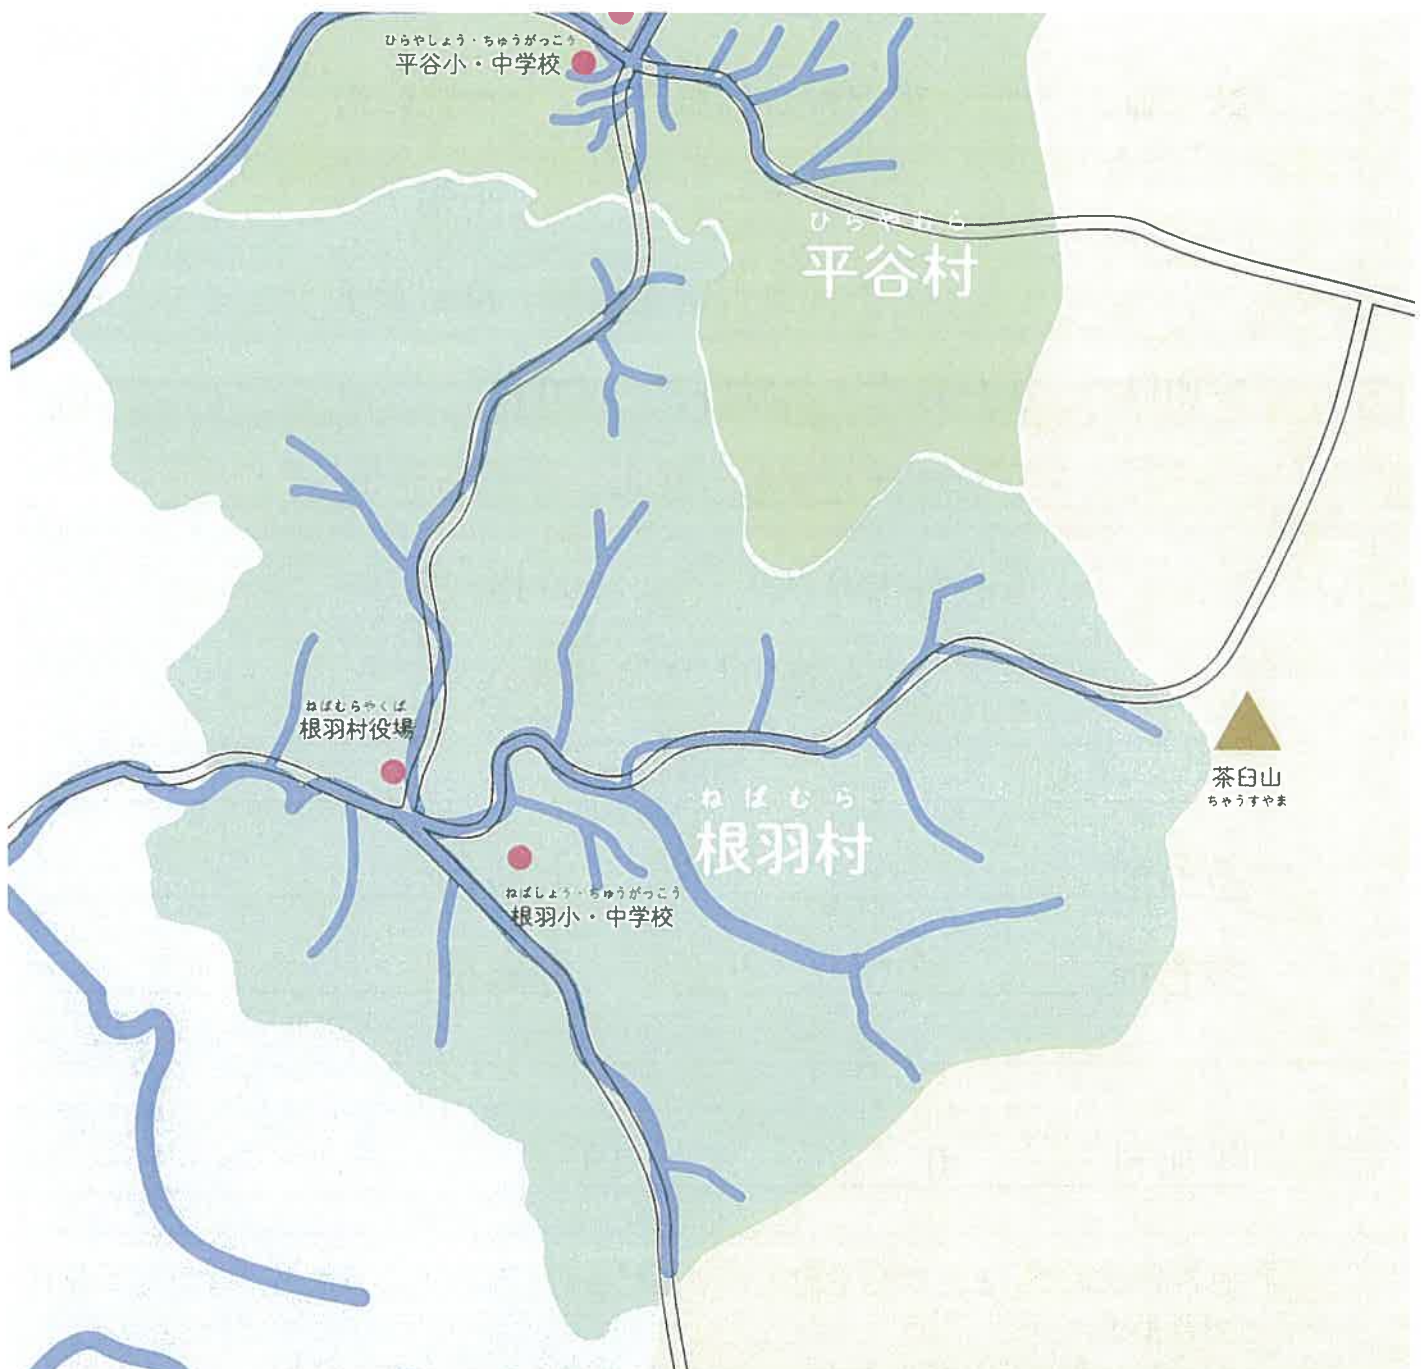 ひらやしょう・ちゅうがっこう
平谷小・中学校
ひらやむら
平谷村
ねばむらやくば
根羽村役場
ねばむら
根羽村
茶臼山
ちゃうすやま
ねばしょう・ちゅうがっこう
根羽小・中学校